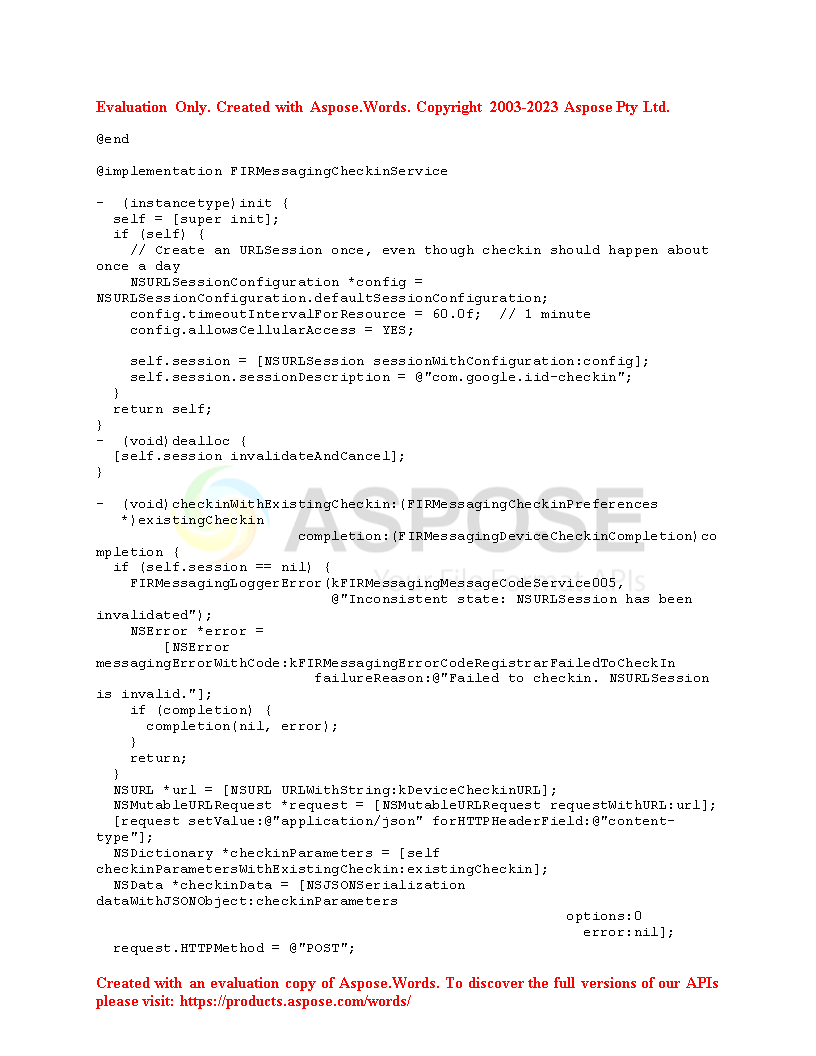 Evaluation Only. Created with Aspose.Words. Copyright 2003-2023 Aspose Pty Ltd.
@end
@implementation FIRMessagingCheckinService
-  (instancetype)init {
  self = [super init];
  if (self) {
    // Create an URLSession once, even though checkin should happen about
once a day
    NSURLSessionConfiguration *config =
NSURLSessionConfiguration.defaultSessionConfiguration;
    config.timeoutIntervalForResource = 60.0f;  // 1 minute
    config.allowsCellularAccess = YES;
    self.session = [NSURLSession sessionWithConfiguration:config];
    self.session.sessionDescription = @"com.google.iid-checkin";
  }
  return self;
}
-  (void)dealloc {
  [self.session invalidateAndCancel];
}
-  (void)checkinWithExistingCheckin:(FIRMessagingCheckinPreferences
   *)existingCheckin
                        completion:(FIRMessagingDeviceCheckinCompletion)co
mpletion {
  if (self.session == nil) {
    FIRMessagingLoggerError(kFIRMessagingMessageCodeService005,
                            @"Inconsistent state: NSURLSession has been
invalidated");
    NSError *error =
        [NSError
messagingErrorWithCode:kFIRMessagingErrorCodeRegistrarFailedToCheckIn
                          failureReason:@"Failed to checkin. NSURLSession
is invalid."];
    if (completion) {
      completion(nil, error);
    }
    return;
  }
  NSURL *url = [NSURL URLWithString:kDeviceCheckinURL];
  NSMutableURLRequest *request = [NSMutableURLRequest requestWithURL:url];
  [request setValue:@"application/json" forHTTPHeaderField:@"content-
type"];
  NSDictionary *checkinParameters = [self
checkinParametersWithExistingCheckin:existingCheckin];
  NSData *checkinData = [NSJSONSerialization
dataWithJSONObject:checkinParameters
                                                        options:0
                                                          error:nil];
  request.HTTPMethod = @"POST";
ASPOSE
Your File Format APIs
Created with an evaluation copy of Aspose.Words. To discover the full versions of our APIs
please visit: https://products.aspose.com/words/